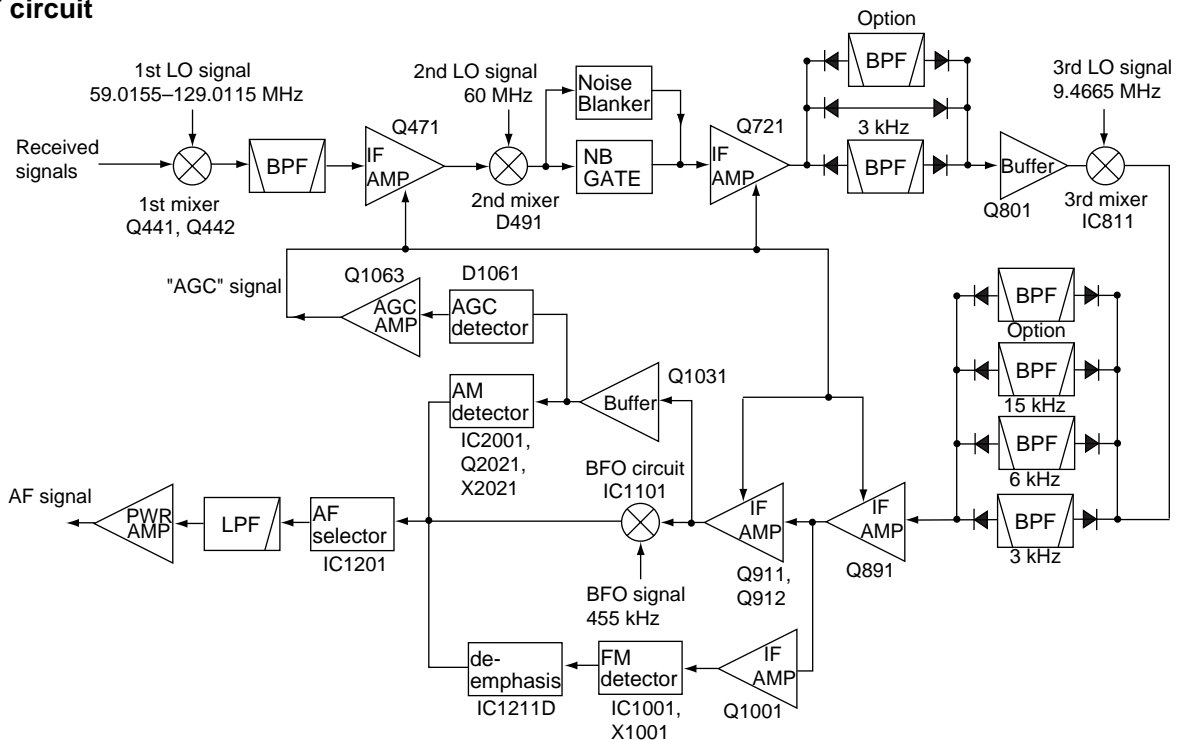 circuit
1st LO signal
59.0155–129.0115 MHz
Received
signals
1st mixer
Q441, Q442
BPF
Q471
IF
AMP
2nd LO signal
60 MHz
2nd mixer
D491
Noise
Blanker
NB
GATE
Q721
IF
AMP
Option
BPF
3 kHz
BPF
Buffer
Q801
3rd LO signal
9.4665 MHz
3rd mixer
IC811
"AGC" signal
Q1063
AGC
AMP
D1061
AGC
detector
AM
detector
IC2001,
Q2021,
X2021
Q1031
Buffer
BPF
Option
BPF
15 kHz
BPF
6 kHz
BPF
3 kHz
AF signal
PWR
AMP
LPF
AF
selector
IC1201
BFO circuit
IC1101
BFO signal
455 kHz
IF
AMP
Q911,
Q912
IF
AMP
Q891
de-
emphasis
IC1211D
FM
detector
IC1001,
X1001
IF
AMP
Q1001